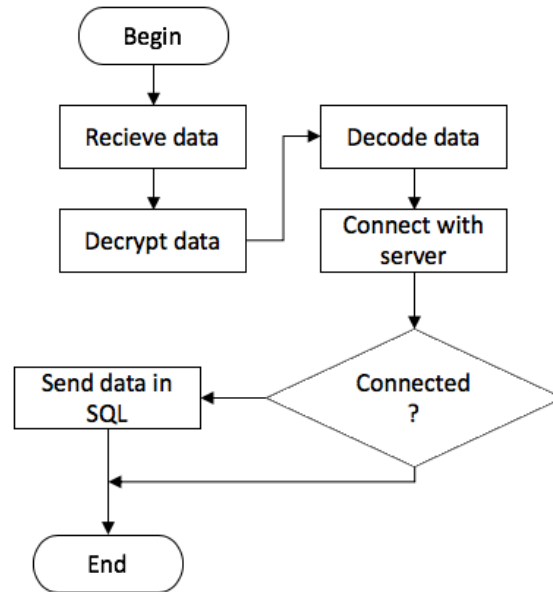 Begin
Recieve data
Decrypt data
Decode data
Connect with
server
Connected
?
Send data in
SQL
End